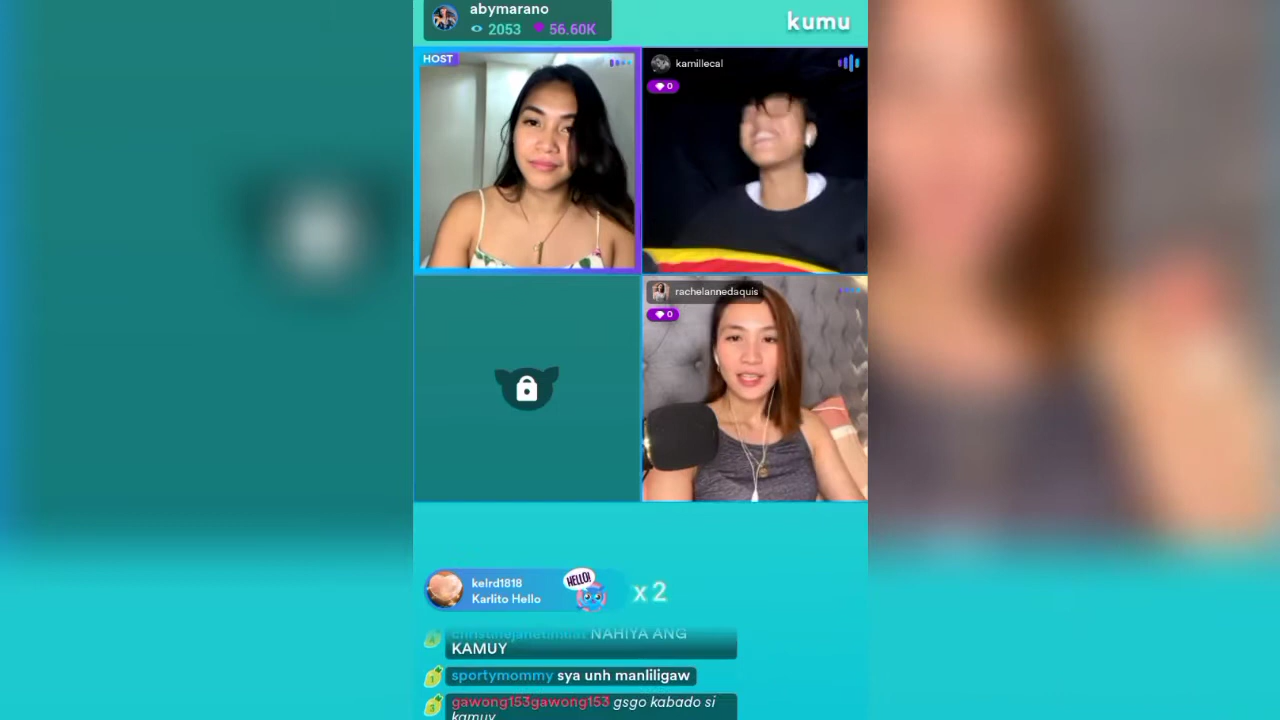 abymarano
2053 56.60K
kumu
HOST
kamillecal
0
rachelannedaquis
0
kelrd1818
Karlito Hello
HELLO!
x 2
NAHIYA ANG
KAMUY
sportymommy sya unh manliligaw
gawong153gawong153 gsgo kabado si
kamuy